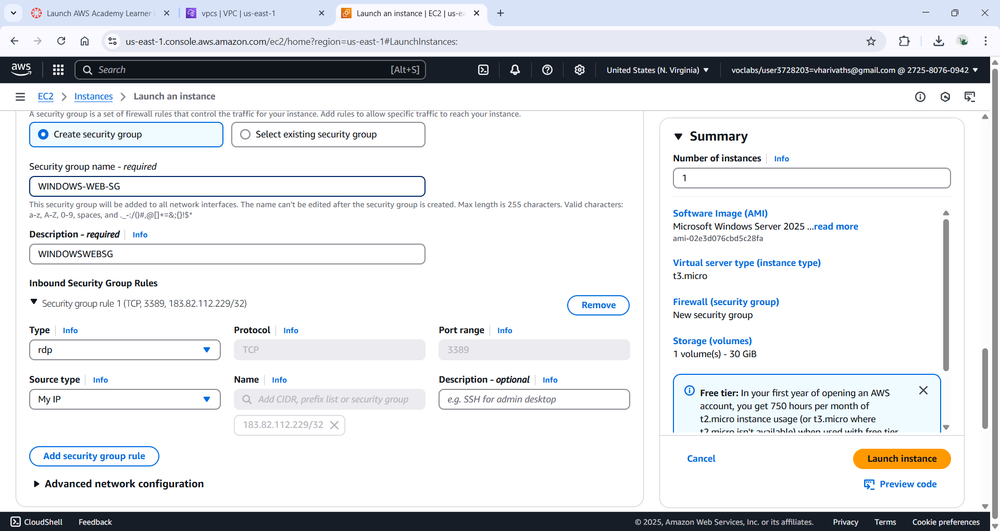 Launch AWS Academy Learner L
vpcs | VPC | us-east-1
Launch an instance | EC2 | us-ea
us-east-1.console.aws.amazon.com/ec2/home?region=us-east-1#LaunchInstances:
aws
Search
[Alt+S]
United States (N. Virginia)
voclabs/user3728203=vharivaths@gmail.com @ 2725-8076-0942
EC2
Instances
Launch an instance
A security group is a set of firewall rules that control the traffic for your instance. Add rules to allow specific traffic to reach your instance.
Create security group
Select existing security group
Security group name - required
WINDOWS-WEB-SG
This security group will be added to all network interfaces. The name can't be edited after the security group is created. Max length is 255 characters. Valid characters:
a-z, A-Z, 0-9, spaces, and ._-:/()#,@[]+=&;{}!$*
Description - required
Info
WINDOWSWEBSG
Inbound Security Group Rules
Security group rule 1 (TCP, 3389, 183.82.112.229/32)
Remove
Type
Info
Protocol
Info
Port range
Info
rdp
TCP
3389
Source type
Info
Name
Info
Description - optional
Info
My IP
Add CIDR, prefix list or security group
e.g. SSH for admin desktop
183.82.112.229/32
Add security group rule
Advanced network configuration
Summary
Number of instances
Info
1
Software Image (AMI)
Microsoft Windows Server 2025 ...read more
ami-02e3d076cbd5c28fa
Virtual server type (instance type)
t3.micro
Firewall (security group)
New security group
Storage (volumes)
1 volume(s) - 30 GiB
Free tier: In your first year of opening an AWS
account, you get 750 hours per month of
t2.micro instance usage (or t3.micro where
t2.micro isn't available) when used with free tier
Cancel
Launch instance
Preview code
CloudShell
Feedback
© 2025, Amazon Web Services, Inc. or its affiliates.
Privacy
Terms
Cookie preferences